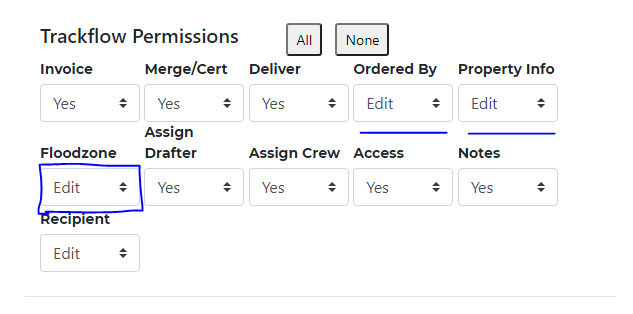 Trackflow Permissions All None
Invoice Merge/Cert Deliver Ordered By Property Info
Yes Yes Yes Edit Edit
Floodzone Assign Drafter Assign Crew Access Notes
Edit Yes Yes Yes Yes
Recipient
Edit